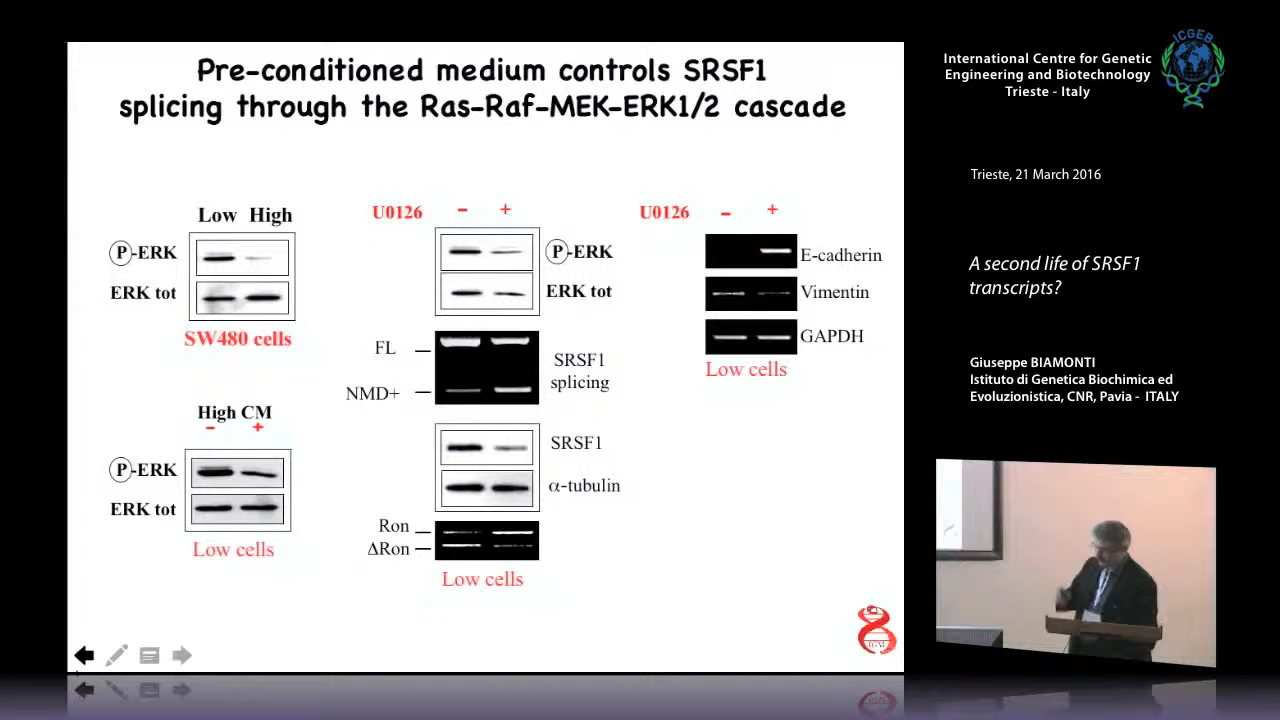 Pre-conditioned medium controls SRSF1
splicing through the Ras-Raf-MEK-ERK1/2 cascade
Low High
P-ERK
ERK tot
SW480 cells
High CM
- +
P-ERK
ERK tot
Low cells
U0126 - +
P-ERK
ERK tot
FL
NMD+
SRSF1
splicing
SRSF1
α-tubulin
Ron
ΔRon
Low cells
U0126 - +
E-cadherin
Vimentin
GAPDH
Low cells
IGM
International Centre for Genetic
Engineering and Biotechnology
Trieste - Italy
ICGEB
Trieste, 21 March 2016
A second life of SRSF1
transcripts?
Giuseppe BIAMONTI
Istituto di Genetica Biochimica ed
Evoluzionistica, CNR, Pavia - ITALY